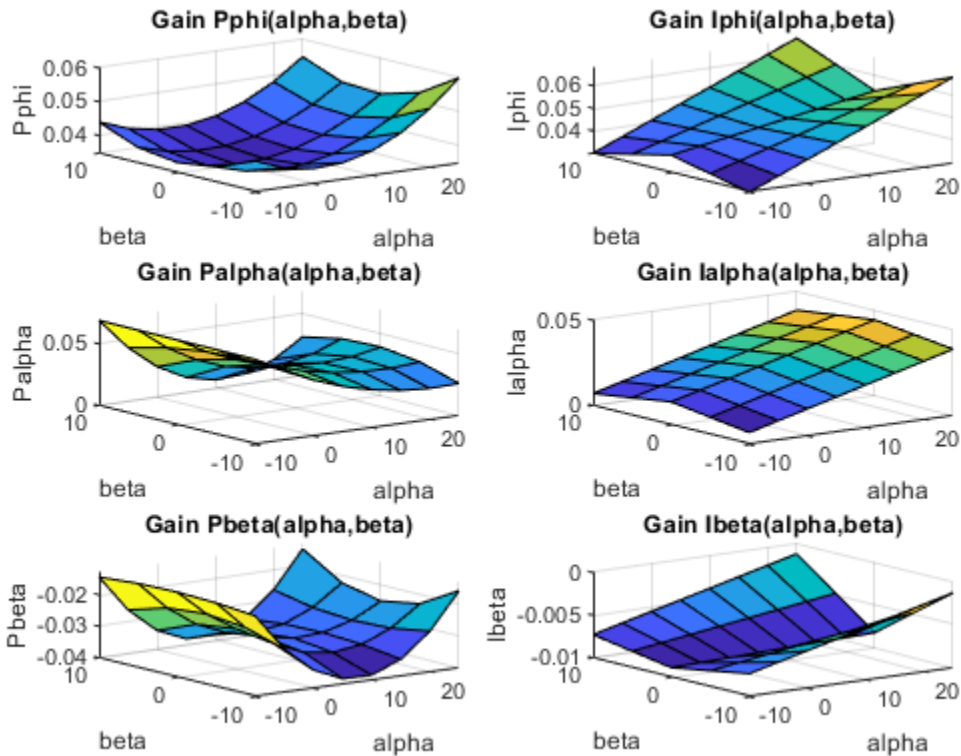 Gain Pphi(alpha,beta)
0.06
0.05
0.04
Pphi
10
0
-10
beta
-10
0
10
20
alpha
Gain Iphi(alpha,beta)
0.06
0.05
0.04
Iphi
10
0
-10
beta
-10
0
10
20
alpha
Gain Palpha(alpha,beta)
0.05
0
Palpha
10
0
-10
beta
-10
0
10
20
alpha
Gain Ialpha(alpha,beta)
0.05
0
Ialpha
10
0
-10
beta
-10
0
10
20
alpha
Gain Pbeta(alpha,beta)
-0.02
-0.03
-0.04
Pbeta
10
0
-10
beta
-10
0
10
20
alpha
Gain Ibeta(alpha,beta)
0
-0.005
-0.01
Ibeta
10
0
-10
beta
-10
0
10
20
alpha